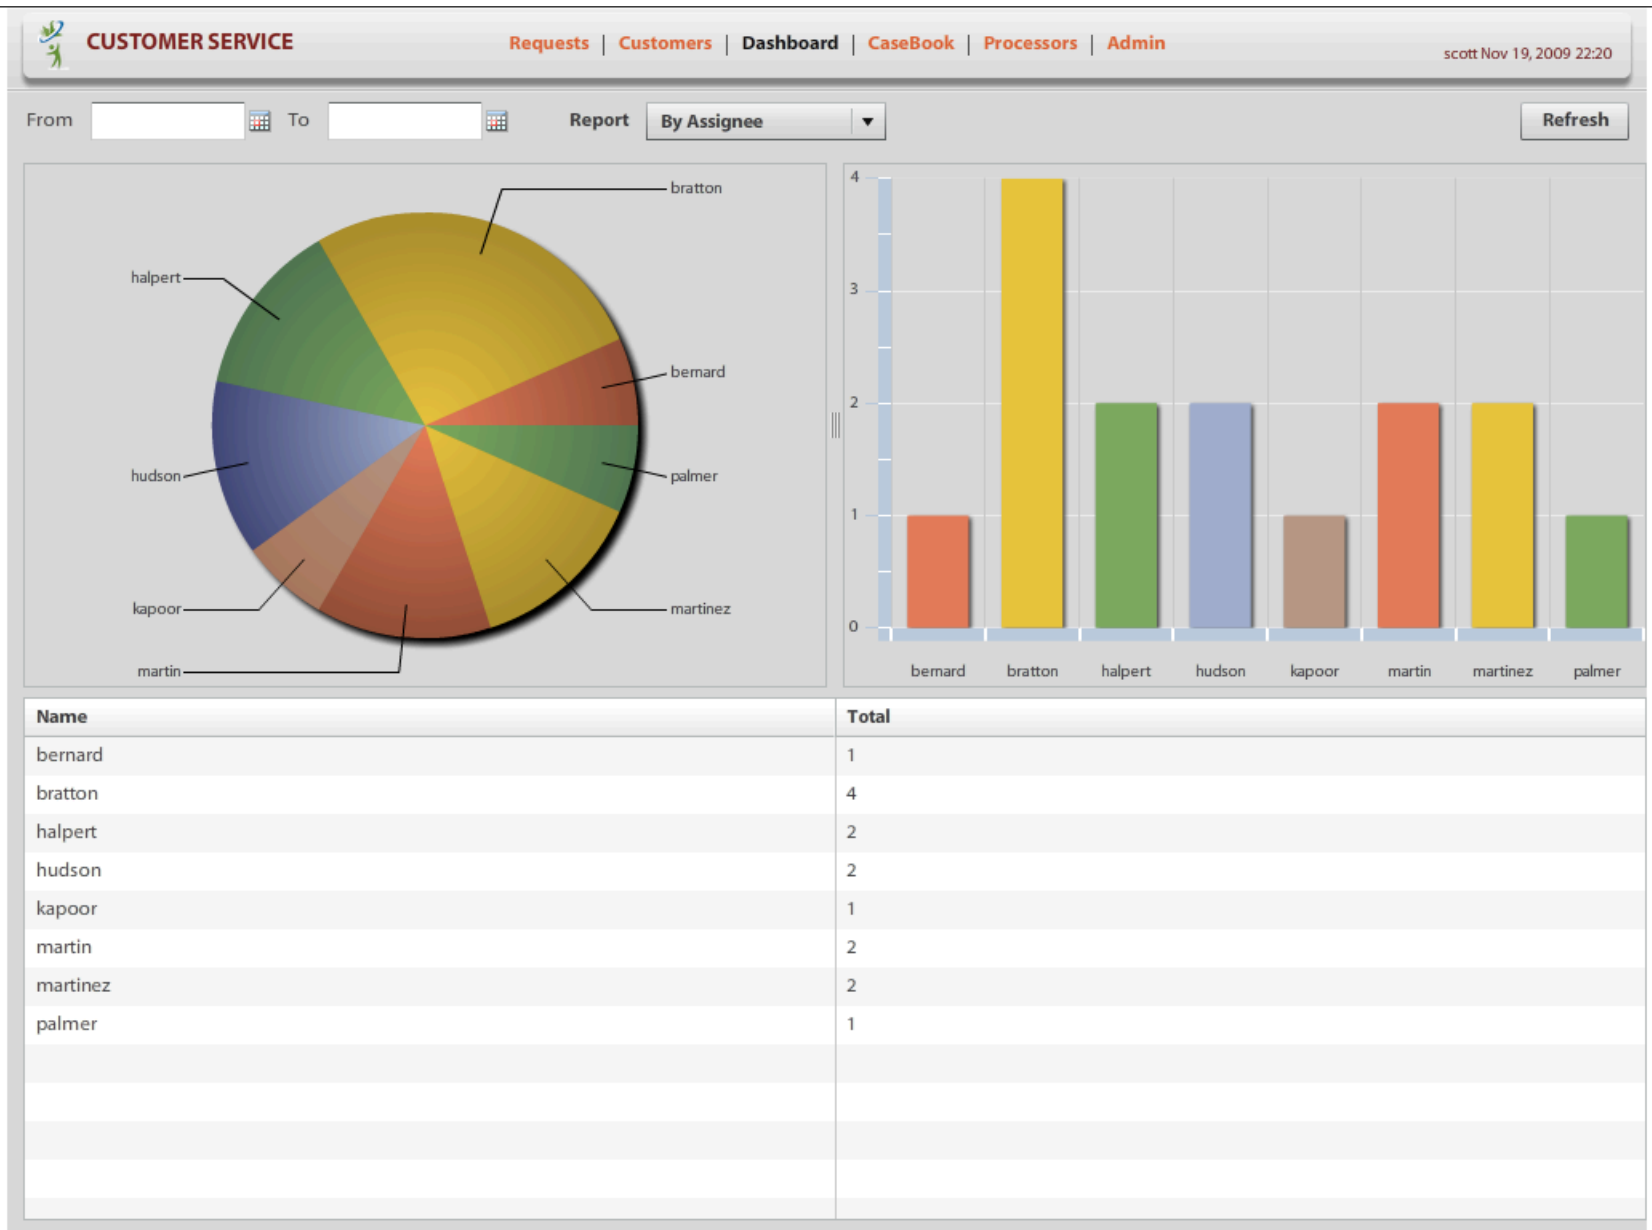 CUSTOMER SERVICE
Requests | Customers | Dashboard | CaseBook | Processors | Admin
scott Nov 19, 2009 22:20
From To Report By Assignee Refresh
bratton
halpert
bernard
hudson
palmer
kapoor
martinez
martin
4
3
2
1
0
bernard bratton halpert hudson kapoor martin martinez palmer
Name Total
bernard 1
bratton 4
halpert 2
hudson 2
kapoor 1
martin 2
martinez 2
palmer 1